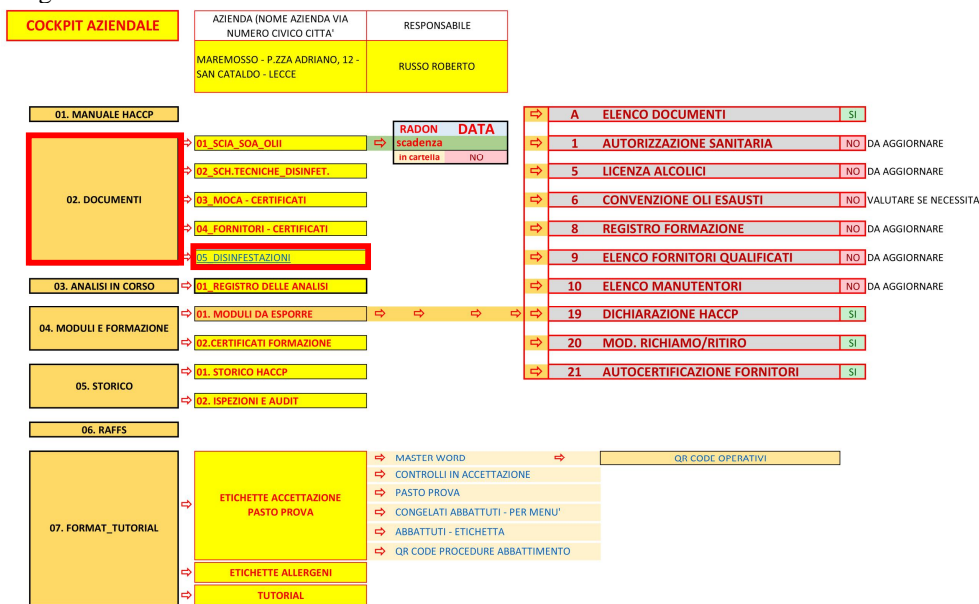 COCKPIT AZIENDALE
AZIENDA (NOME AZIENDA VIA
NUMERO CIVICO CITTA'
RESPONSABILE
MAREMOSSO - P.ZZA ADRIANO, 12 -
SAN CATALDO - LECCE
RUSSO ROBERTO
01. MANUALE HACCP
⇨ A ELENCO DOCUMENTI SI
RADON DATA
⇨ 01_SCIA_SOA_OLII ⇨ scadenza
⇨ 1 AUTORIZZAZIONE SANITARIA NO DA AGGIORNARE
in cartella NO
⇨ 02_SCH.TECNICHE_DISINFET.
⇨ 5 LICENZA ALCOLICI NO DA AGGIORNARE
02. DOCUMENTI
⇨ 03_MOCA - CERTIFICATI
⇨ 6 CONVENZIONE OLI ESAUSTI NO VALUTARE SE NECESSITA
⇨ 04_FORNITORI - CERTIFICATI
⇨ 8 REGISTRO FORMAZIONE NO DA AGGIORNARE
⇨ 05_DISINFESTAZIONI
⇨ 9 ELENCO FORNITORI QUALIFICATI NO DA AGGIORNARE
03. ANALISI IN CORSO ⇨ 01_REGISTRO DELLE ANALISI
⇨ 10 ELENCO MANUTENTORI NO DA AGGIORNARE
04. MODULI E FORMAZIONE
⇨ 01. MODULI DA ESPORRE ⇨ ⇨ ⇨ ⇨
⇨ 19 DICHIARAZIONE HACCP SI
⇨ 02.CERTIFICATI FORMAZIONE
⇨ 20 MOD. RICHIAMO/RITIRO SI
05. STORICO
⇨ 01. STORICO HACCP
⇨ 21 AUTOCERTIFICAZIONE FORNITORI SI
⇨ 02. ISPEZIONI E AUDIT
06. RAFFS
07. FORMAT_TUTORIAL
⇨ ETICHETTE ACCETTAZIONE
PASTO PROVA
⇨ MASTER WORD ⇨ QR CODE OPERATIVI
⇨ CONTROLLI IN ACCETTAZIONE
⇨ PASTO PROVA
⇨ CONGELATI ABBATTUTI - PER MENU'
⇨ ABBATTUTI - ETICHETTA
⇨ QR CODE PROCEDURE ABBATTIMENTO
⇨ ETICHETTE ALLERGENI
⇨ TUTORIAL